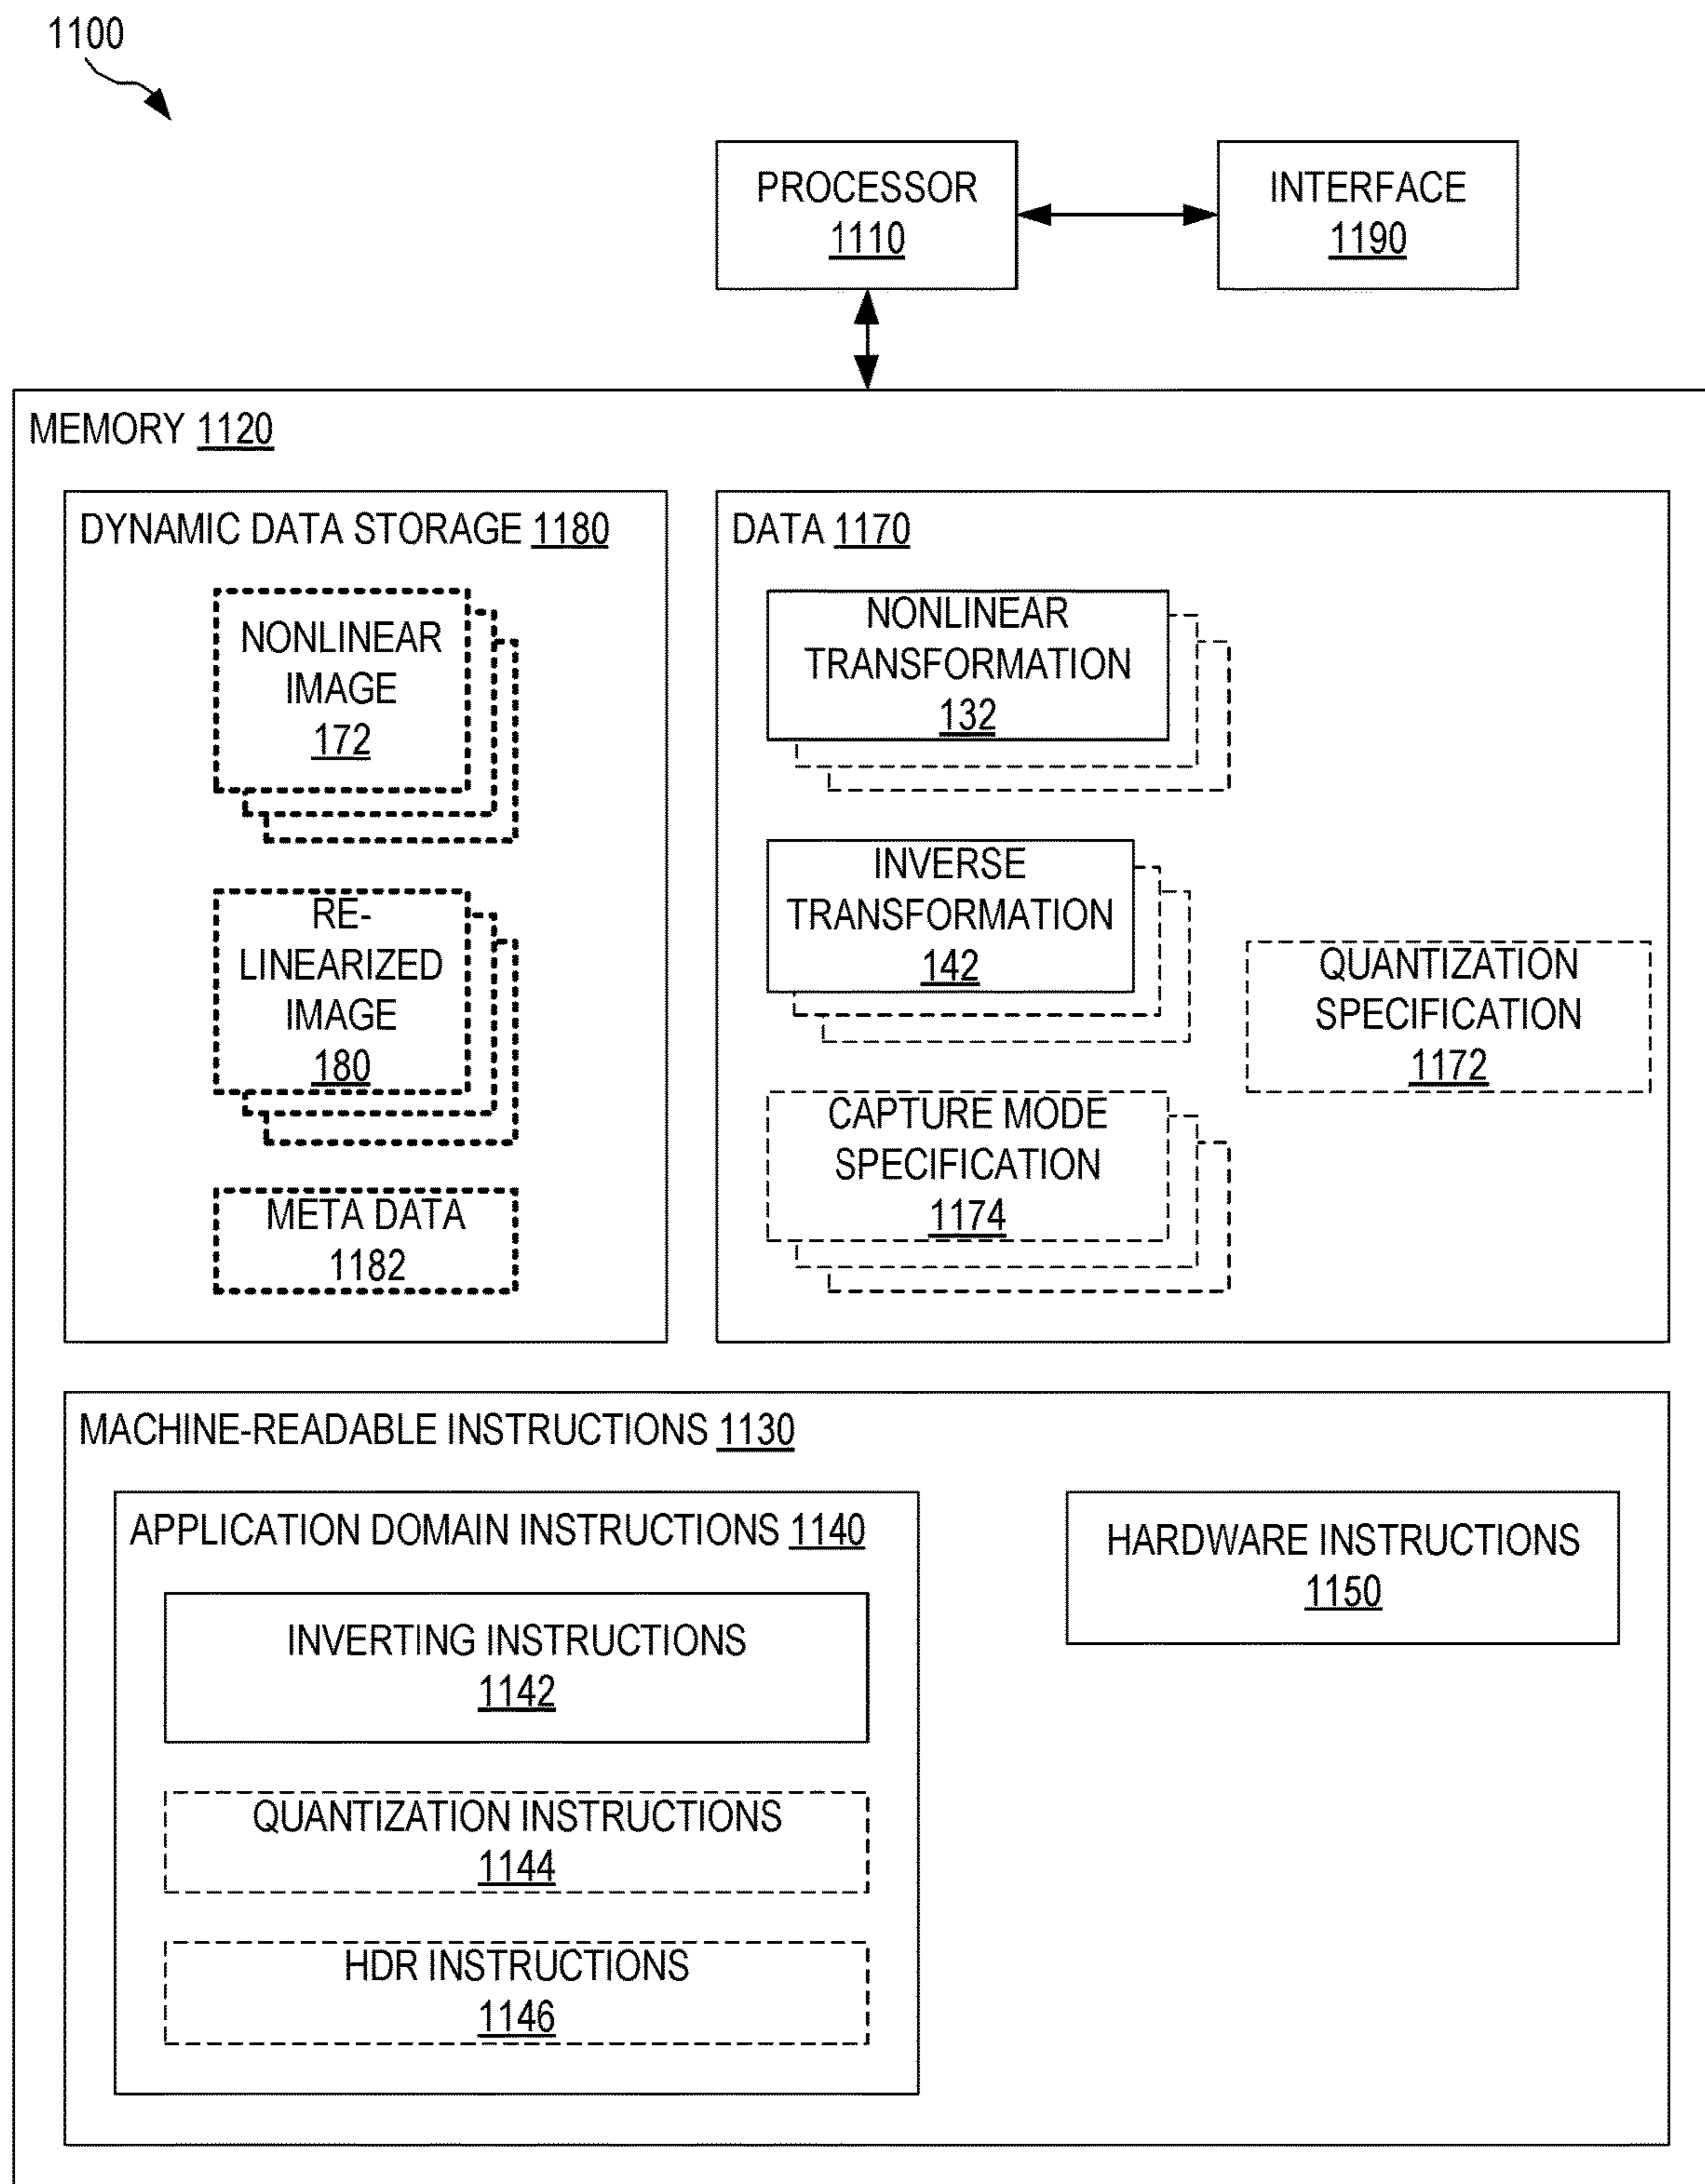 1100
PROCESSOR
1110
INTERFACE
1190
MEMORY 1120
DYNAMIC DATA STORAGE 1180
NONLINEAR
IMAGE
172
RE-
LINEARIZED
IMAGE
180
META DATA
1182
DATA 1170
NONLINEAR
TRANSFORMATION
132
INVERSE
TRANSFORMATION
142
QUANTIZATION
SPECIFICATION
1172
CAPTURE MODE
SPECIFICATION
1174
MACHINE-READABLE INSTRUCTIONS 1130
APPLICATION DOMAIN INSTRUCTIONS 1140
INVERTING INSTRUCTIONS
1142
QUANTIZATION INSTRUCTIONS
1144
HDR INSTRUCTIONS
1146
HARDWARE INSTRUCTIONS
1150